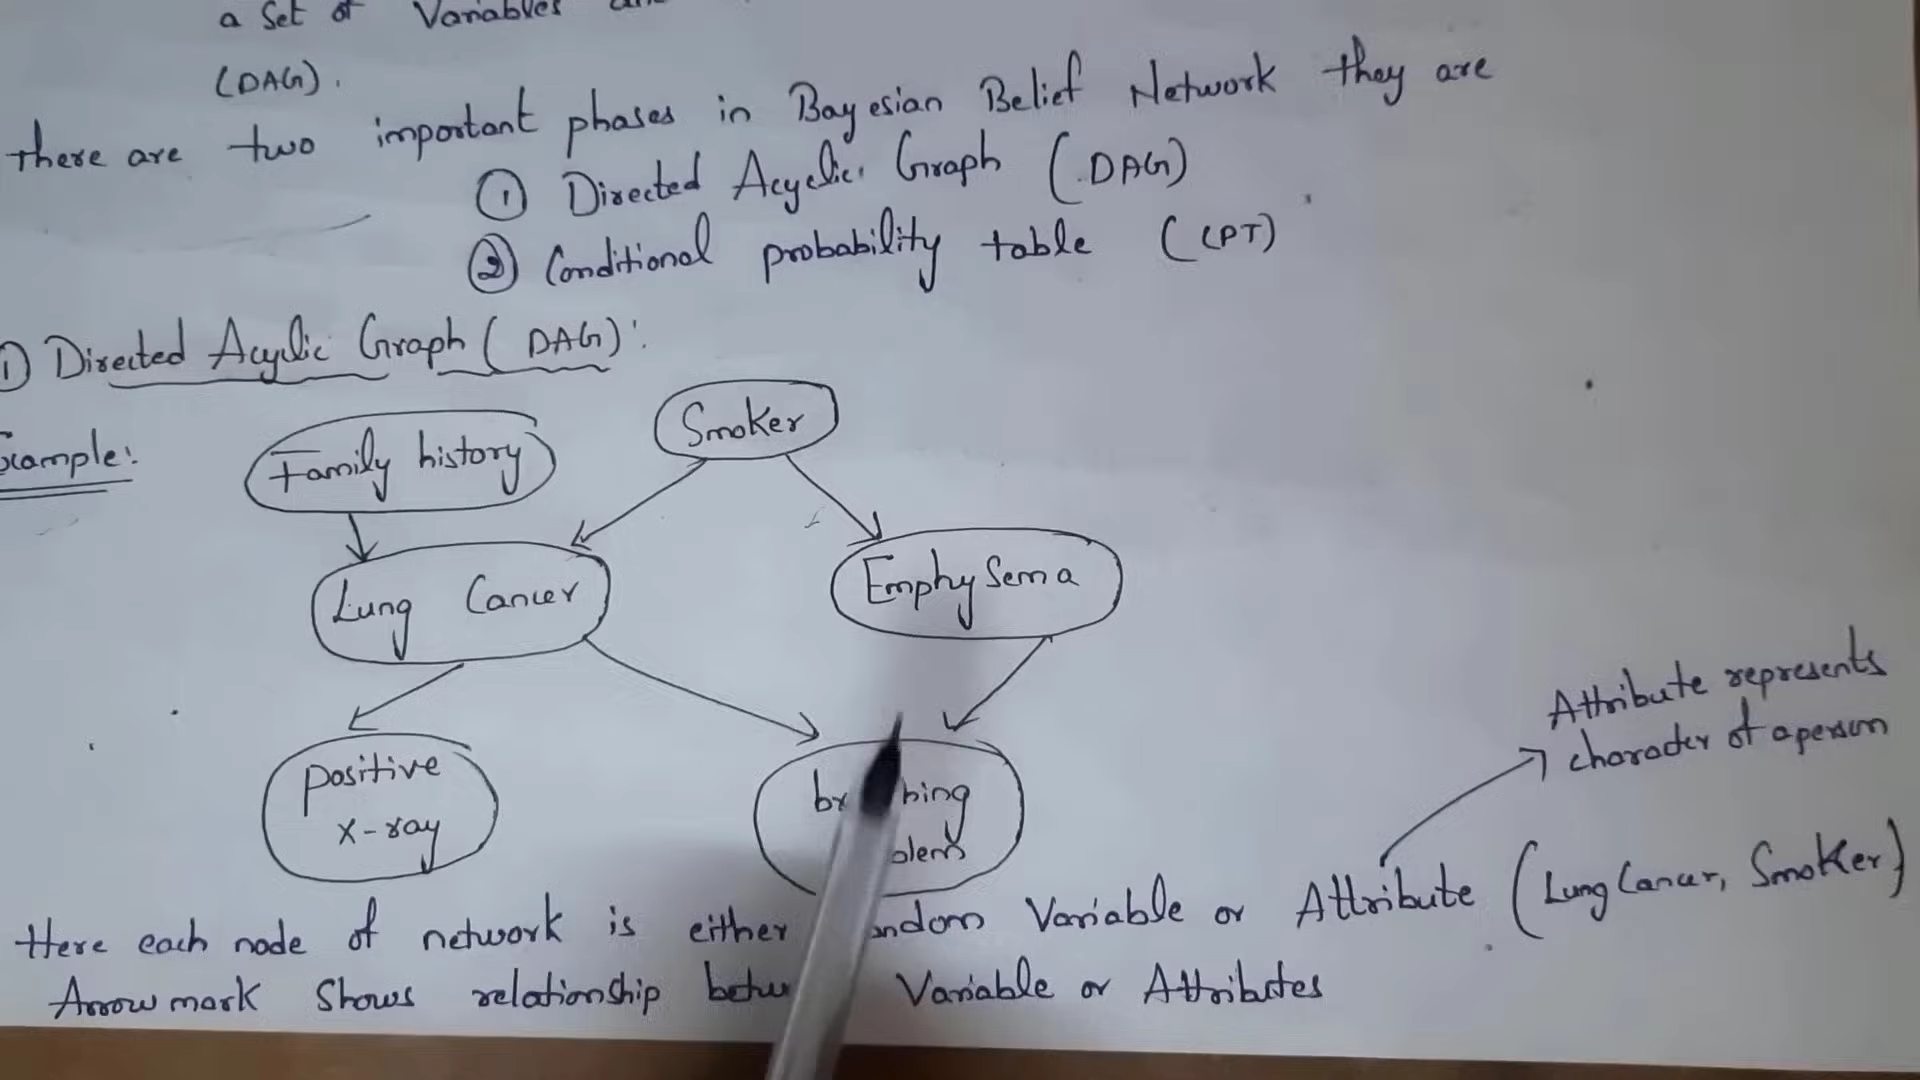 a Set of Variables
(DAG).
There are two important phases in Bayesian Belief Network they are
① Directed Acyclic Graph (DAG)
② Conditional probability table (CPT)
1) Directed Acyclic Graph (DAG):
Example:
Family history
Smoker
Lung Cancer
Emphysema
positive
x-ray
Attribute represents
character of a person
Here each node of network is either Variable or Attribute (Lung Cancer, Smoker)
Arrow mark Shows relationship Variable or Attributes